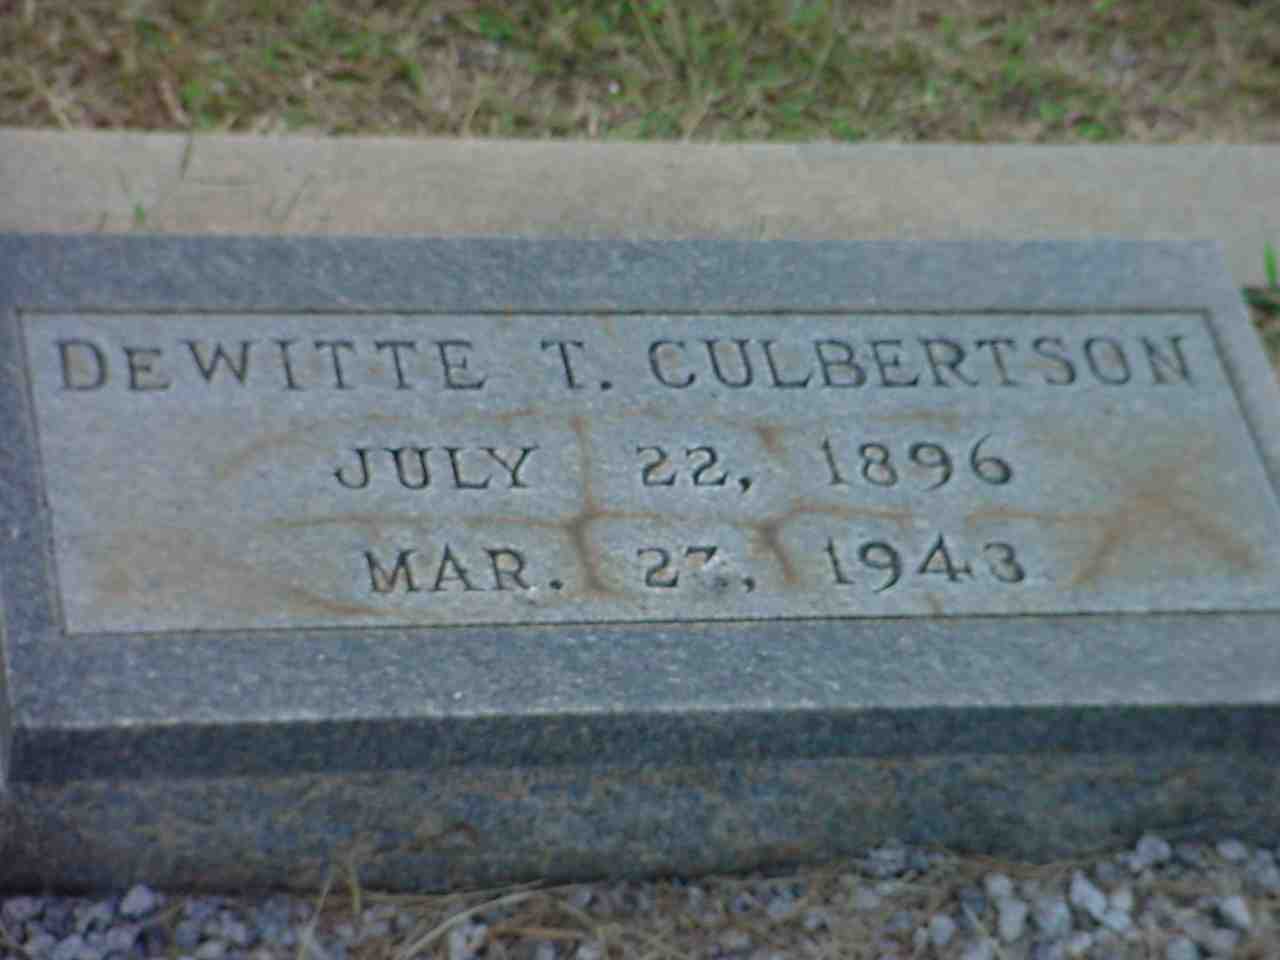 DeWITTE T. CULBERTSON
JULY 22, 1896
MAR. 27, 1943